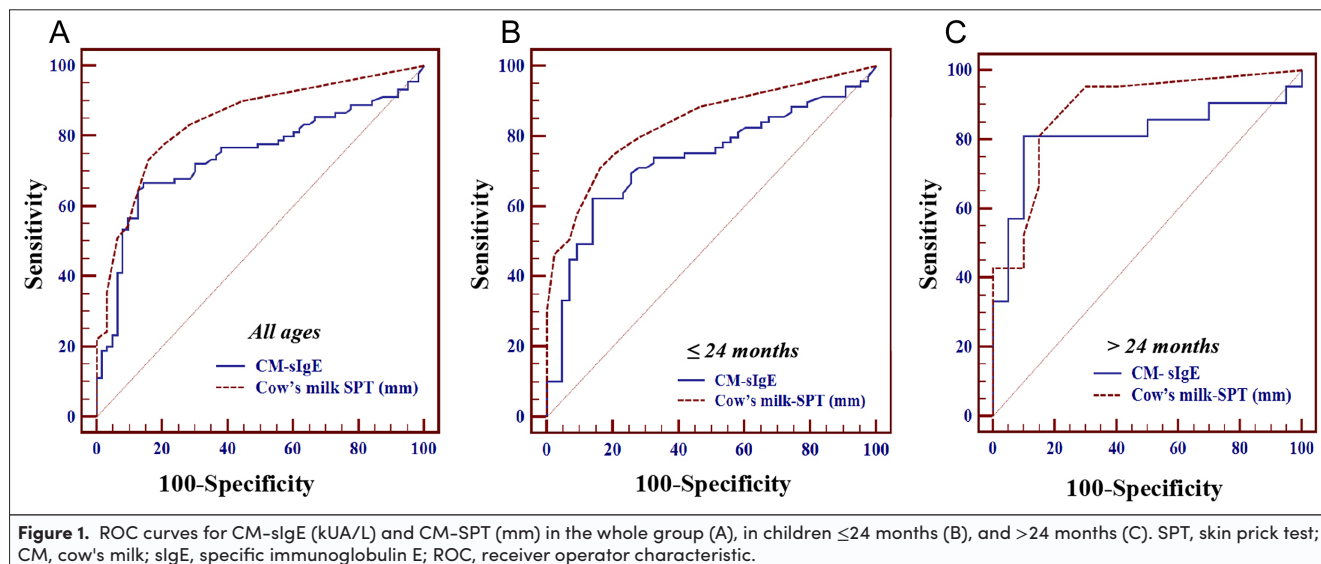 A
100
80
60
40
20
0
Sensitivity
All ages
CM-sIgE
Cow's milk SPT (mm)
0 20 40 60 80 100
100-Specificity
B
100
80
60
40
20
0
Sensitivity
≤ 24 months
CM-sIgE
Cow's milk-SPT (mm)
0 20 40 60 80 100
100-Specificity
C
100
80
60
40
20
0
Sensitivity
> 24 months
CM- sIgE
Cow's milk-SPT (mm)
0 20 40 60 80 100
100-Specificity
Figure 1. ROC curves for CM-sIgE (kUA/L) and CM-SPT (mm) in the whole group (A), in children ≤24 months (B), and >24 months (C). SPT, skin prick test;
CM, cow's milk; sIgE, specific immunoglobulin E; ROC, receiver operator characteristic.